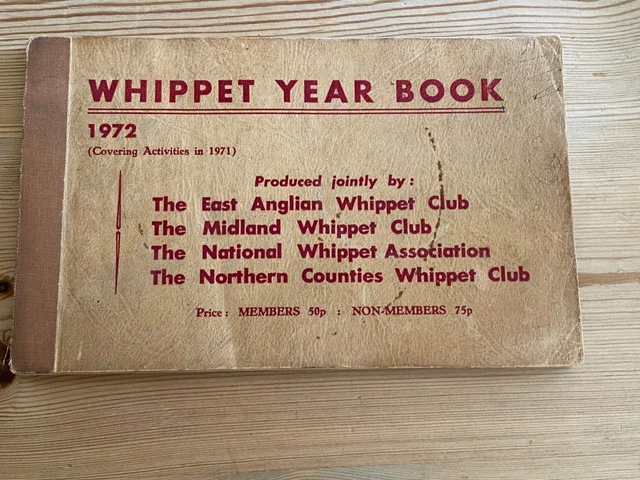 WHIPPET YEAR BOOK
1972
(Covering Activities in 1971)
Produced jointly by :
The East Anglian Whippet Club
The Midland Whippet Club
The National Whippet Association
The Northern Counties Whippet Club
Price : MEMBERS 50p : NON-MEMBERS 75p